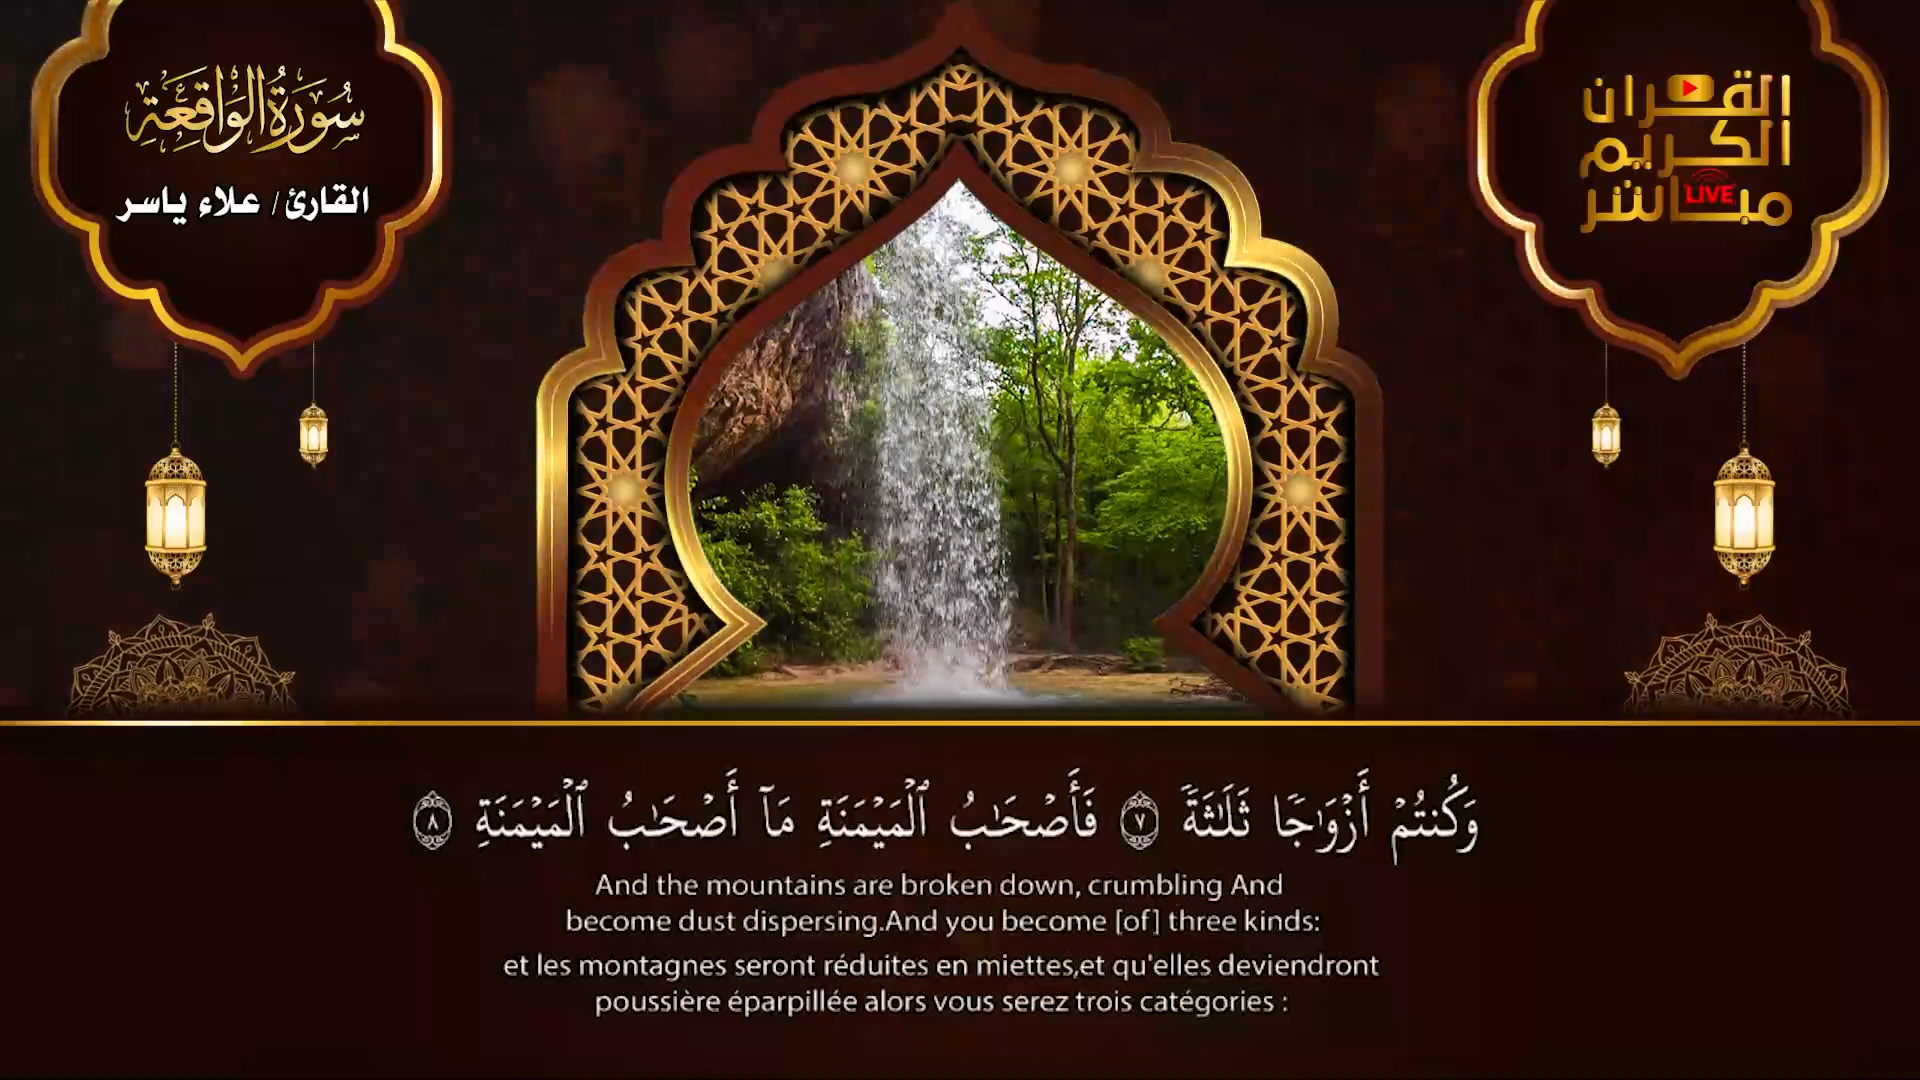 سُورَةُ الوَاقِعَةِ
القارئ / علاء ياسر
القرآن
الكريم
مباشر
LIVE
وَكُنتُمْ أَزْوَٰجًا ثَلَٰثَةً ٧ فَأَصْحَٰبُ ٱلْمَيْمَنَةِ مَآ أَصْحَٰبُ ٱلْمَيْمَنَةِ ٨
And the mountains are broken down, crumbling And
become dust dispersing.And you become [of] three kinds:
et les montagnes seront réduites en miettes,et qu'elles deviendront
poussière éparpillée alors vous serez trois catégories :